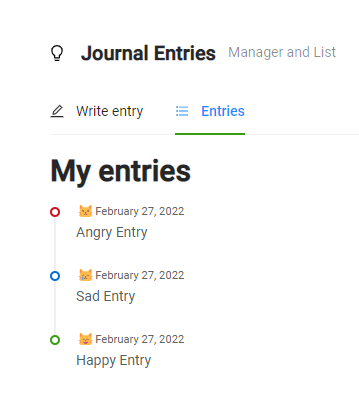 Journal Entries Manager and List
Write entry Entries
My entries
February 27, 2022
Angry Entry
February 27, 2022
Sad Entry
February 27, 2022
Happy Entry